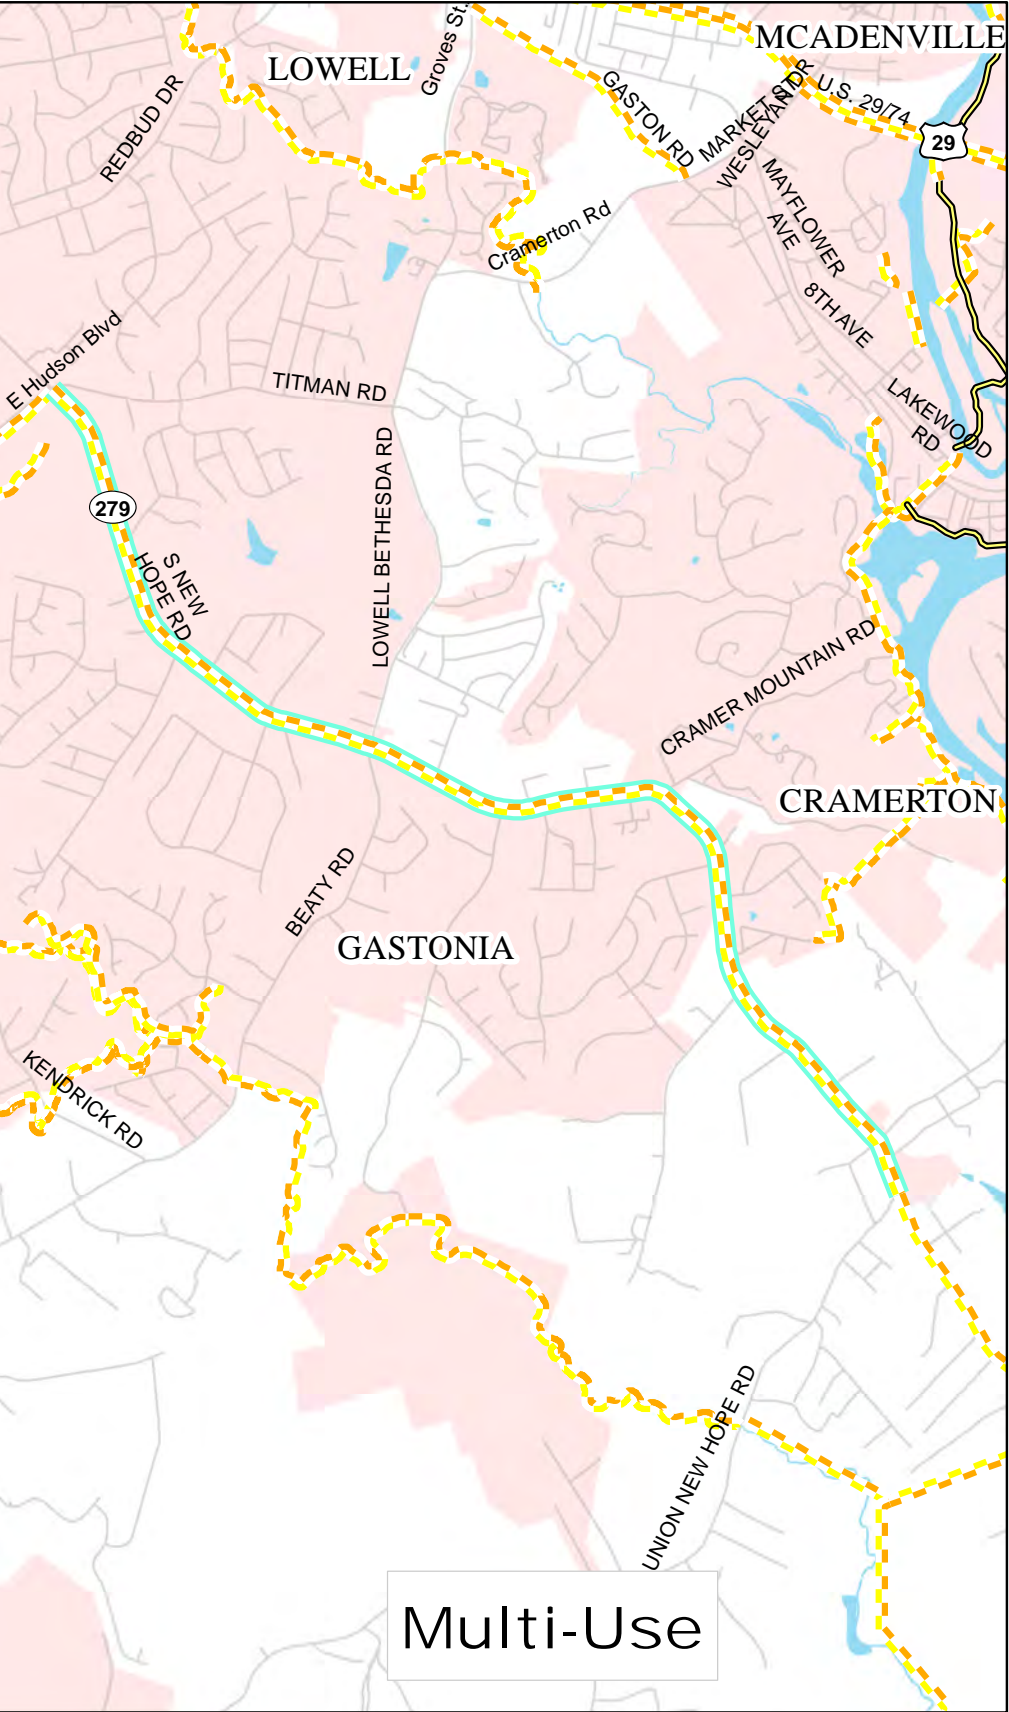 MCADENVILLE
LOWELL
Groves St.
REDBUD DR
GASTON RD
MARKET ST
WESLEYAN DR
U.S. 29/74
29
MAYFLOWER
AVE
Cramerton Rd
8TH AVE
E Hudson Blvd
TITMAN RD
LAKEWOOD
RD
LOWELL BETHESDA RD
279
S NEW
HOPE RD
CRAMER MOUNTAIN RD
CRAMERTON
BEATY RD
GASTONIA
KENDRICK RD
UNION NEW HOPE RD
Multi-Use